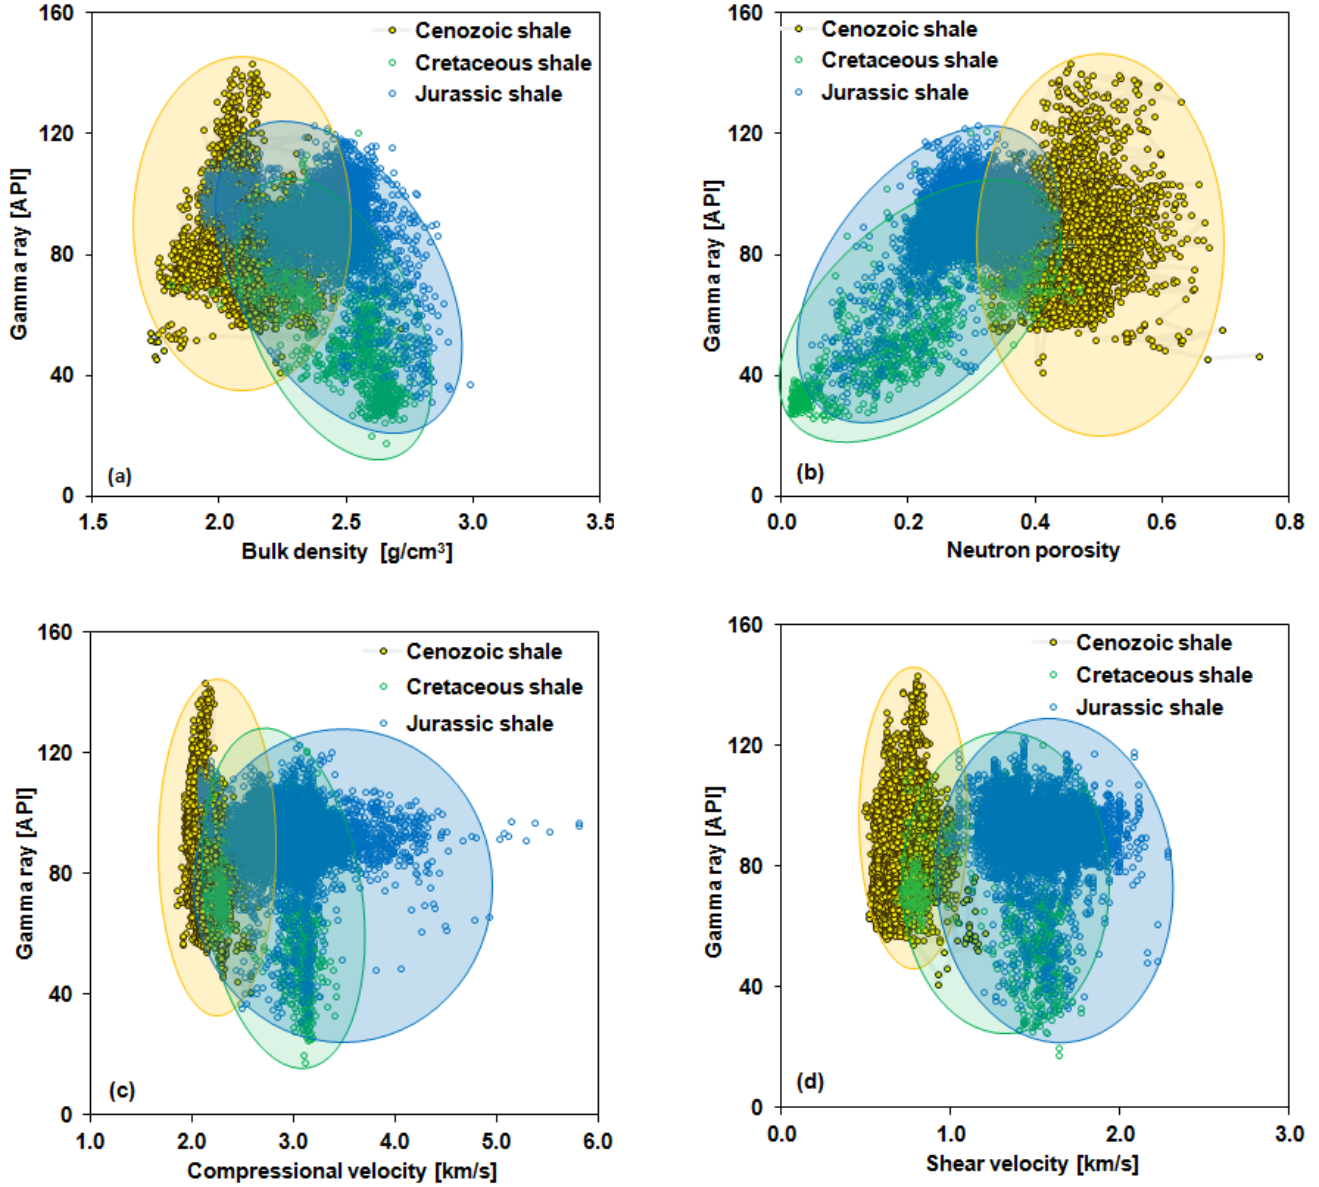 160
120
80
40
0
Gamma ray [API]
Cenozoic shale
Cretaceous shale
Jurassic shale
(a)
1.5 2.0 2.5 3.0 3.5
Bulk density [g/cm³]
160
120
80
40
0
Gamma ray [API]
Cenozoic shale
Cretaceous shale
Jurassic shale
(b)
0.0 0.2 0.4 0.6 0.8
Neutron porosity
160
120
80
40
0
Gamma ray [API]
Cenozoic shale
Cretaceous shale
Jurassic shale
(c)
1.0 2.0 3.0 4.0 5.0 6.0
Compressional velocity [km/s]
160
120
80
40
0
Gamma ray [API]
Cenozoic shale
Cretaceous shale
Jurassic shale
(d)
0.0 1.0 2.0 3.0
Shear velocity [km/s]